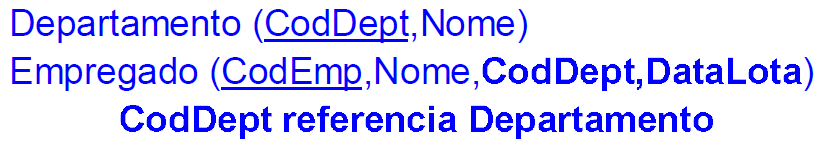 Departamento (CodDept,Nome)
Empregado (CodEmp,Nome,CodDept,DataLota)
CodDept referencia Departamento